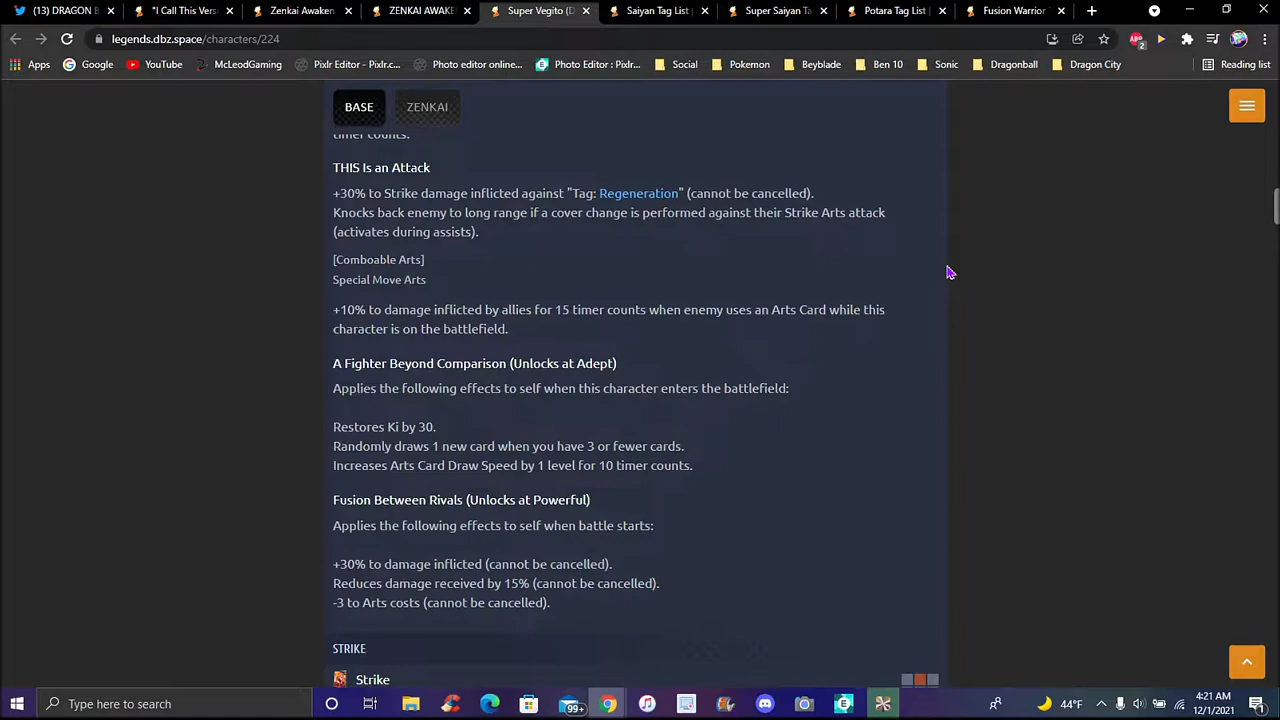 (13) DRAGON B
"I Call This Vers
Zenkai Awaken
ZENKAI AWAKE
Super Vegito (D
Saiyan Tag List |
Super Saiyan Ta
Potara Tag List |
Fusion Warrior T
legends.dbz.space/characters/224
2
Apps
Google
YouTube
McLeodGaming
Pixlr Editor - Pixlr.c...
Photo editor online...
Photo Editor : Pixlr...
Social
Pokemon
Beyblade
Ben 10
Sonic
Dragonball
Dragon City
Reading list
BASE ZENKAI
timer counts.
THIS Is an Attack
+30% to Strike damage inflicted against "Tag: Regeneration" (cannot be cancelled).
Knocks back enemy to long range if a cover change is performed against their Strike Arts attack
(activates during assists).
[Comboable Arts]
Special Move Arts
+10% to damage inflicted by allies for 15 timer counts when enemy uses an Arts Card while this
character is on the battlefield.
A Fighter Beyond Comparison (Unlocks at Adept)
Applies the following effects to self when this character enters the battlefield:
Restores Ki by 30.
Randomly draws 1 new card when you have 3 or fewer cards.
Increases Arts Card Draw Speed by 1 level for 10 timer counts.
Fusion Between Rivals (Unlocks at Powerful)
Applies the following effects to self when battle starts:
+30% to damage inflicted (cannot be cancelled).
Reduces damage received by 15% (cannot be cancelled).
-3 to Arts costs (cannot be cancelled).
STRIKE
Strike
Type here to search
99+
44°F
4:21 AM
12/1/2021